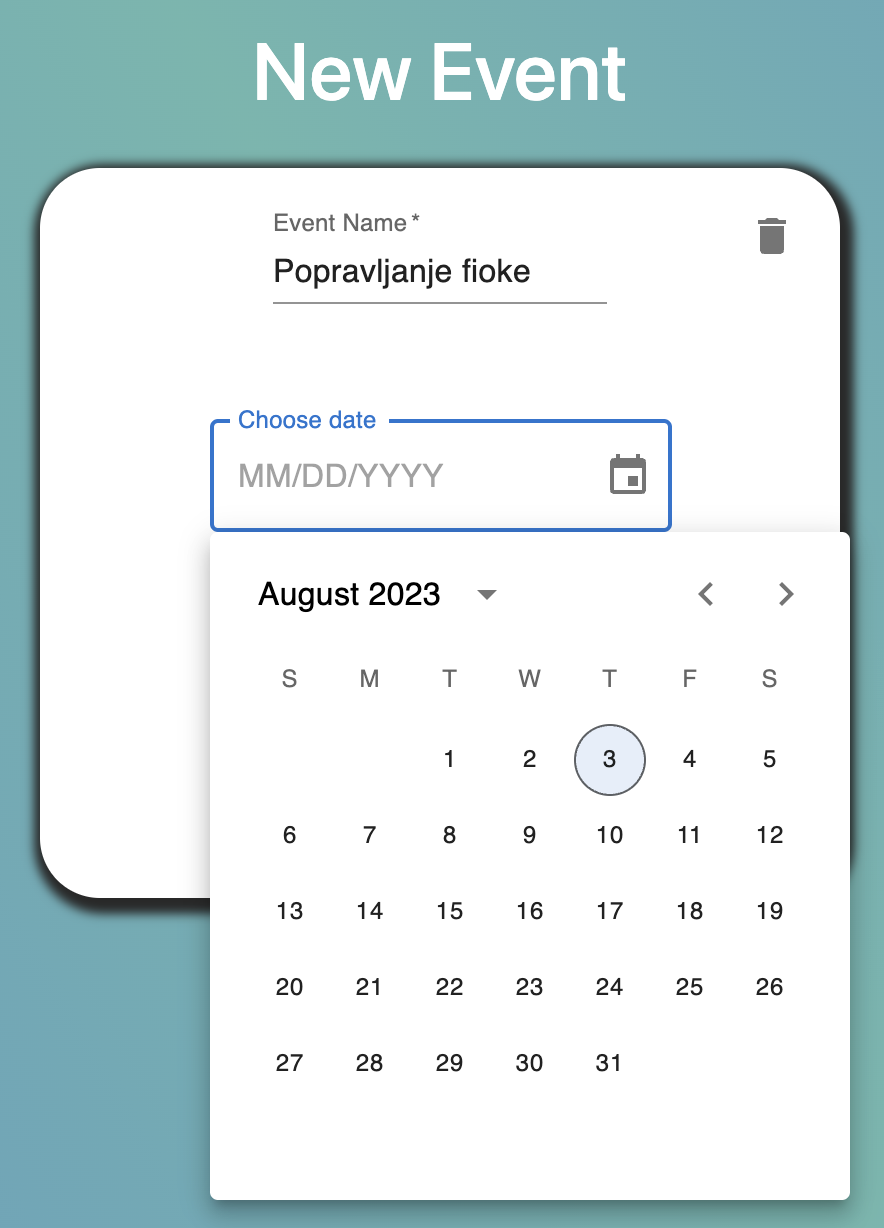 New Event
Event Name *
Popravljanje fioke
Choose date
MM/DD/YYYY
August 2023
S M T W T F S
1 2 3 4 5
6 7 8 9 10 11 12
13 14 15 16 17 18 19
20 21 22 23 24 25 26
27 28 29 30 31